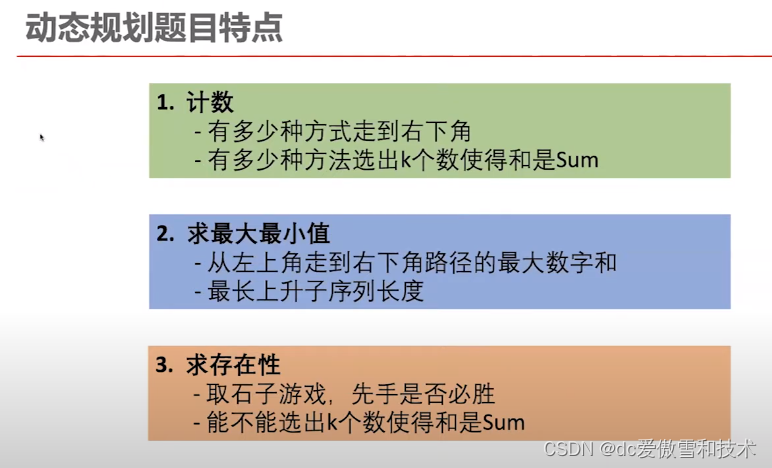 动态规划题目特点
1. 计数
- 有多少种方式走到右下角
- 有多少种方法选出k个数使得和是Sum
2. 求最大最小值
- 从左上角走到右下角路径的最大数字和
- 最长上升子序列长度
3. 求存在性
- 取石子游戏，先手是否必胜
- 能不能选出k个数使得和是Sum
CSDN @dc爱傲雪和技术